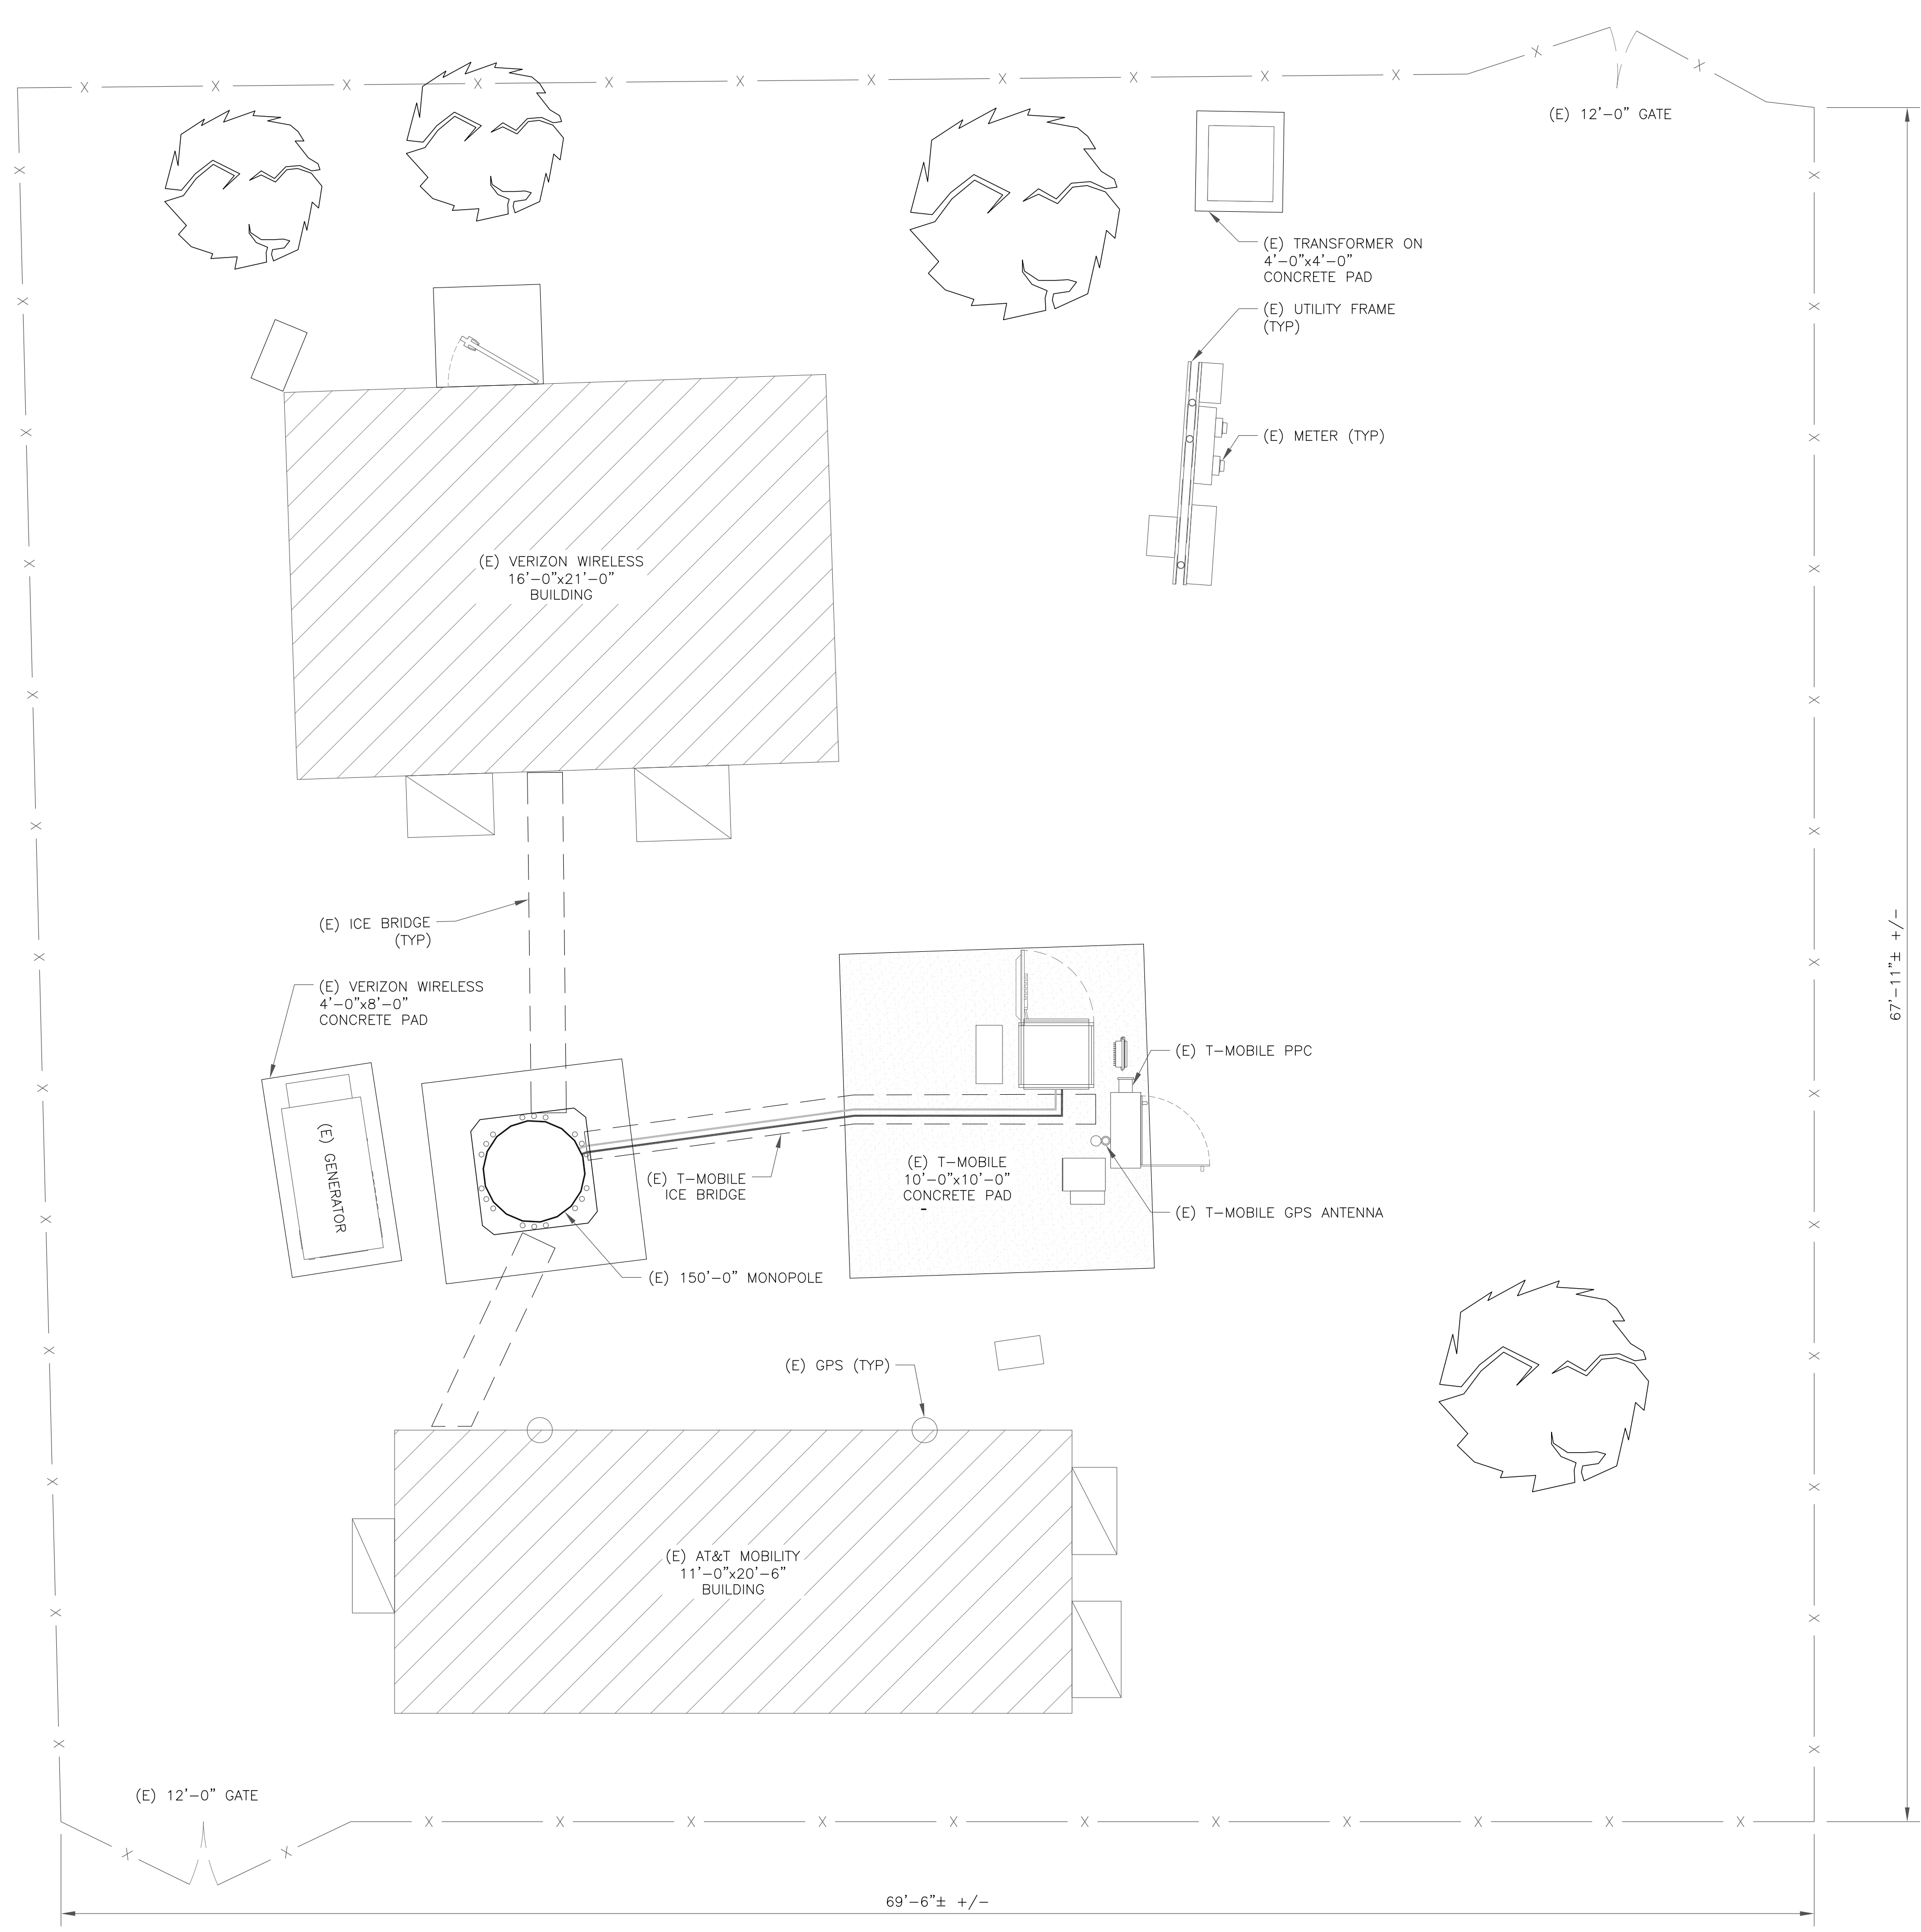 (E) 12'-0" GATE
(E) TRANSFORMER ON
4'-0"x4'-0"
CONCRETE PAD
(E) UTILITY FRAME
(TYP)
(E) METER (TYP)
(E) VERIZON WIRELESS
16'-0"x21'-0"
BUILDING
(E) ICE BRIDGE
(TYP)
67'-11"± +/-
(E) VERIZON WIRELESS
4'-0"x8'-0"
CONCRETE PAD
(E) T-MOBILE PPC
(E) GENERATOR
(E) T-MOBILE
ICE BRIDGE
(E) T-MOBILE
10'-0"x10'-0"
CONCRETE PAD
-
(E) T-MOBILE GPS ANTENNA
(E) 150'-0" MONOPOLE
(E) GPS (TYP)
(E) AT&T MOBILITY
11'-0"x20'-6"
BUILDING
(E) 12'-0" GATE
69'-6"± +/-